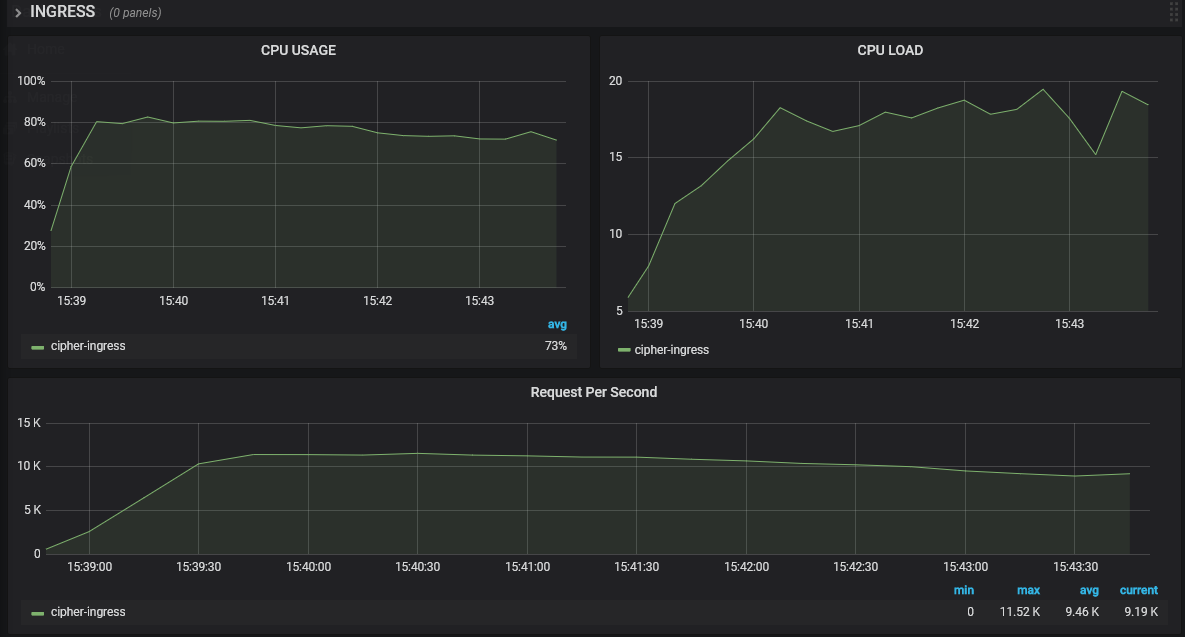 INGRESS (0 panels)
CPU USAGE
100%
80%
60%
40%
20%
0%
15:39 15:40 15:41 15:42 15:43
avg
cipher-ingress 73%
CPU LOAD
20
15
10
5
15:39 15:40 15:41 15:42 15:43
cipher-ingress
Request Per Second
15 K
10 K
5 K
0
15:39:00 15:39:30 15:40:00 15:40:30 15:41:00 15:41:30 15:42:00 15:42:30 15:43:00 15:43:30
min max avg current
cipher-ingress 0 11.52 K 9.46 K 9.19 K